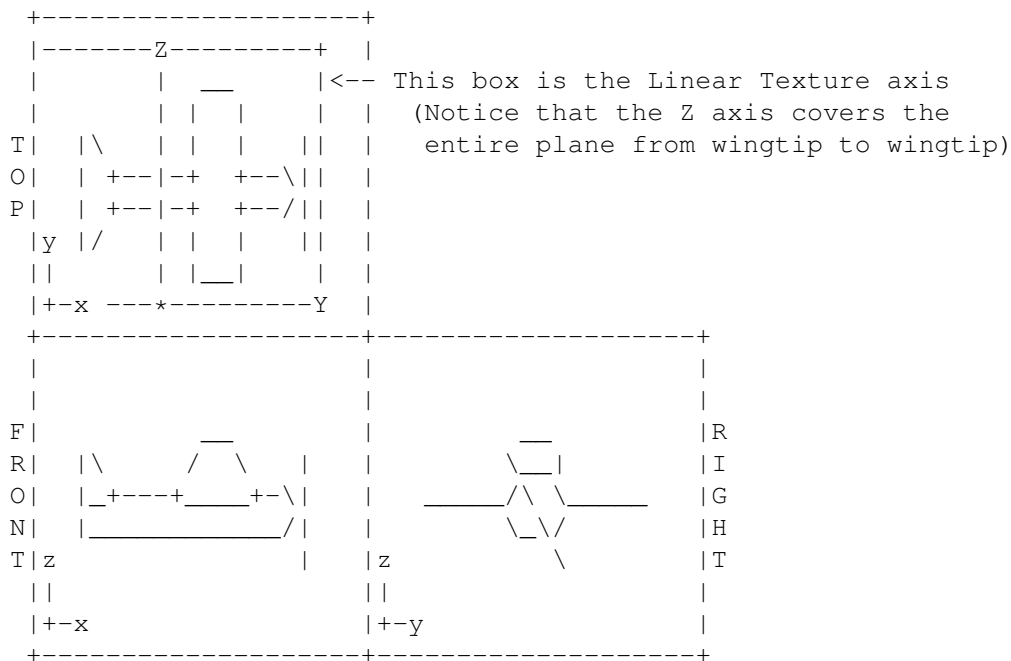 Z
<-- This box is the Linear Texture axis
(Notice that the Z axis covers the
T entire plane from wingtip to wingtip)
O
P
y
x * Y
F R
R I
O G
N H
T z z T
x y